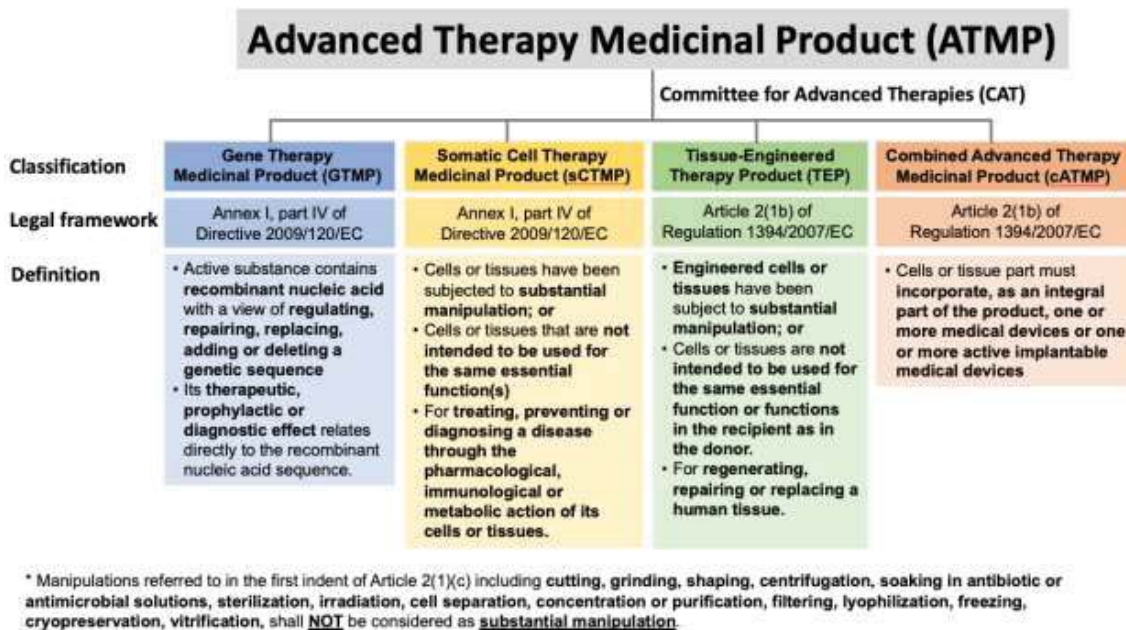 Advanced Therapy Medicinal Product (ATMP)
Committee for Advanced Therapies (CAT)
Classification
Gene Therapy
Medicinal Product (GTMP)
Somatic Cell Therapy
Medicinal Product (sCTMP)
Tissue-Engineered
Therapy Product (TEP)
Combined Advanced Therapy
Medicinal Product (cATMP)
Legal framework
Annex I, part IV of
Directive 2009/120/EC
Annex I, part IV of
Directive 2009/120/EC
Article 2(1b) of
Regulation 1394/2007/EC
Article 2(1b) of
Regulation 1394/2007/EC
Definition
• Active substance contains
recombinant nucleic acid
with a view of regulating,
repairing, replacing,
adding or deleting a
genetic sequence
• Its therapeutic,
prophylactic or
diagnostic effect relates
directly to the recombinant
nucleic acid sequence.
• Cells or tissues have been
subjected to substantial
manipulation; or
• Cells or tissues that are not
intended to be used for
the same essential
function(s)
• For treating, preventing or
diagnosing a disease
through the
pharmacological,
immunological or
metabolic action of its
cells or tissues.
• Engineered cells or
tissues have been
subject to substantial
manipulation; or
• Cells or tissues are not
intended to be used for
the same essential
function or functions
in the recipient as in
the donor.
• For regenerating,
repairing or replacing a
human tissue.
• Cells or tissue part must
incorporate, as an integral
part of the product, one or
more medical devices or one
or more active implantable
medical devices
* Manipulations referred to in the first indent of Article 2(1)(c) including cutting, grinding, shaping, centrifugation, soaking in antibiotic or
antimicrobial solutions, sterilization, irradiation, cell separation, concentration or purification, filtering, lyophilization, freezing,
cryopreservation, vitrification, shall NOT be considered as substantial manipulation.